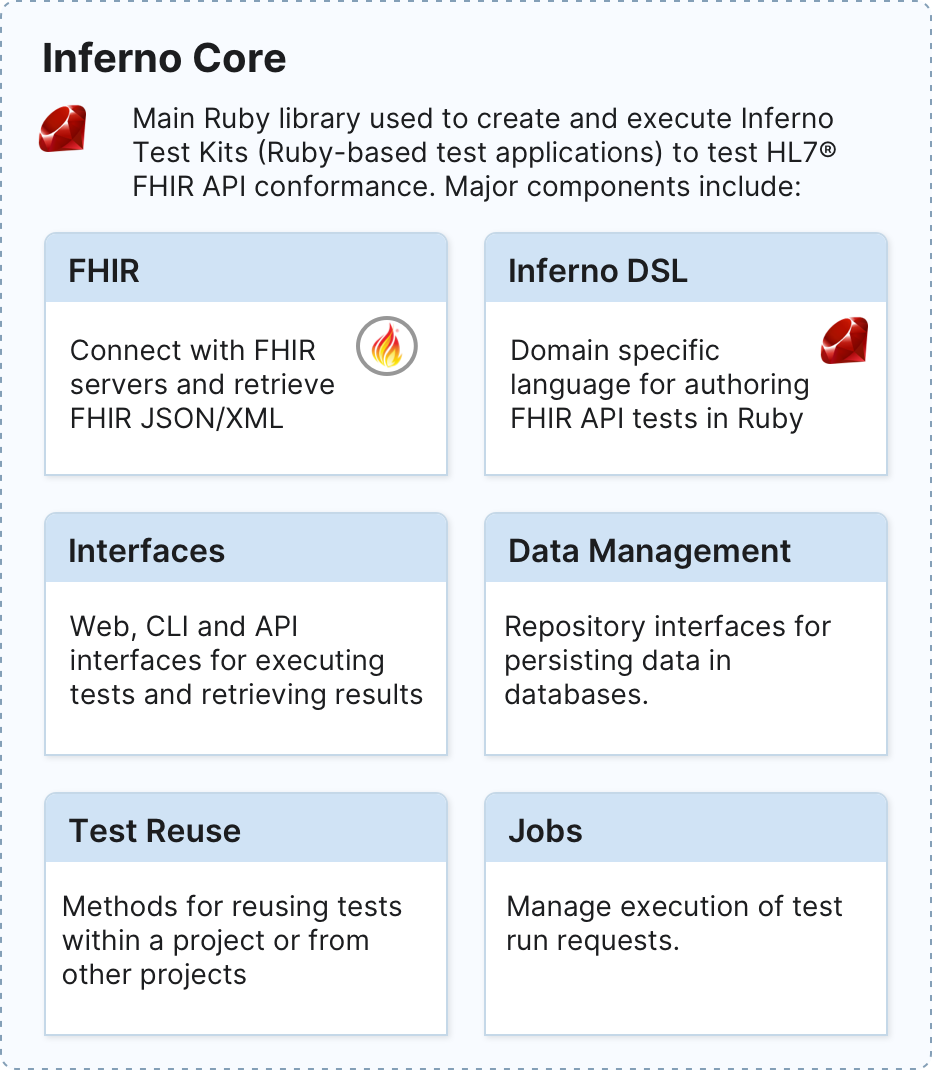 Inferno Core
Main Ruby library used to create and execute Inferno
Test Kits (Ruby-based test applications) to test HL7®
FHIR API conformance. Major components include:
FHIR
Connect with FHIR
servers and retrieve
FHIR JSON/XML
Inferno DSL
Domain specific
language for authoring
FHIR API tests in Ruby
Interfaces
Web, CLI and API
interfaces for executing
tests and retrieving results
Data Management
Repository interfaces for
persisting data in
databases.
Test Reuse
Methods for reusing tests
within a project or from
other projects
Jobs
Manage execution of test
run requests.